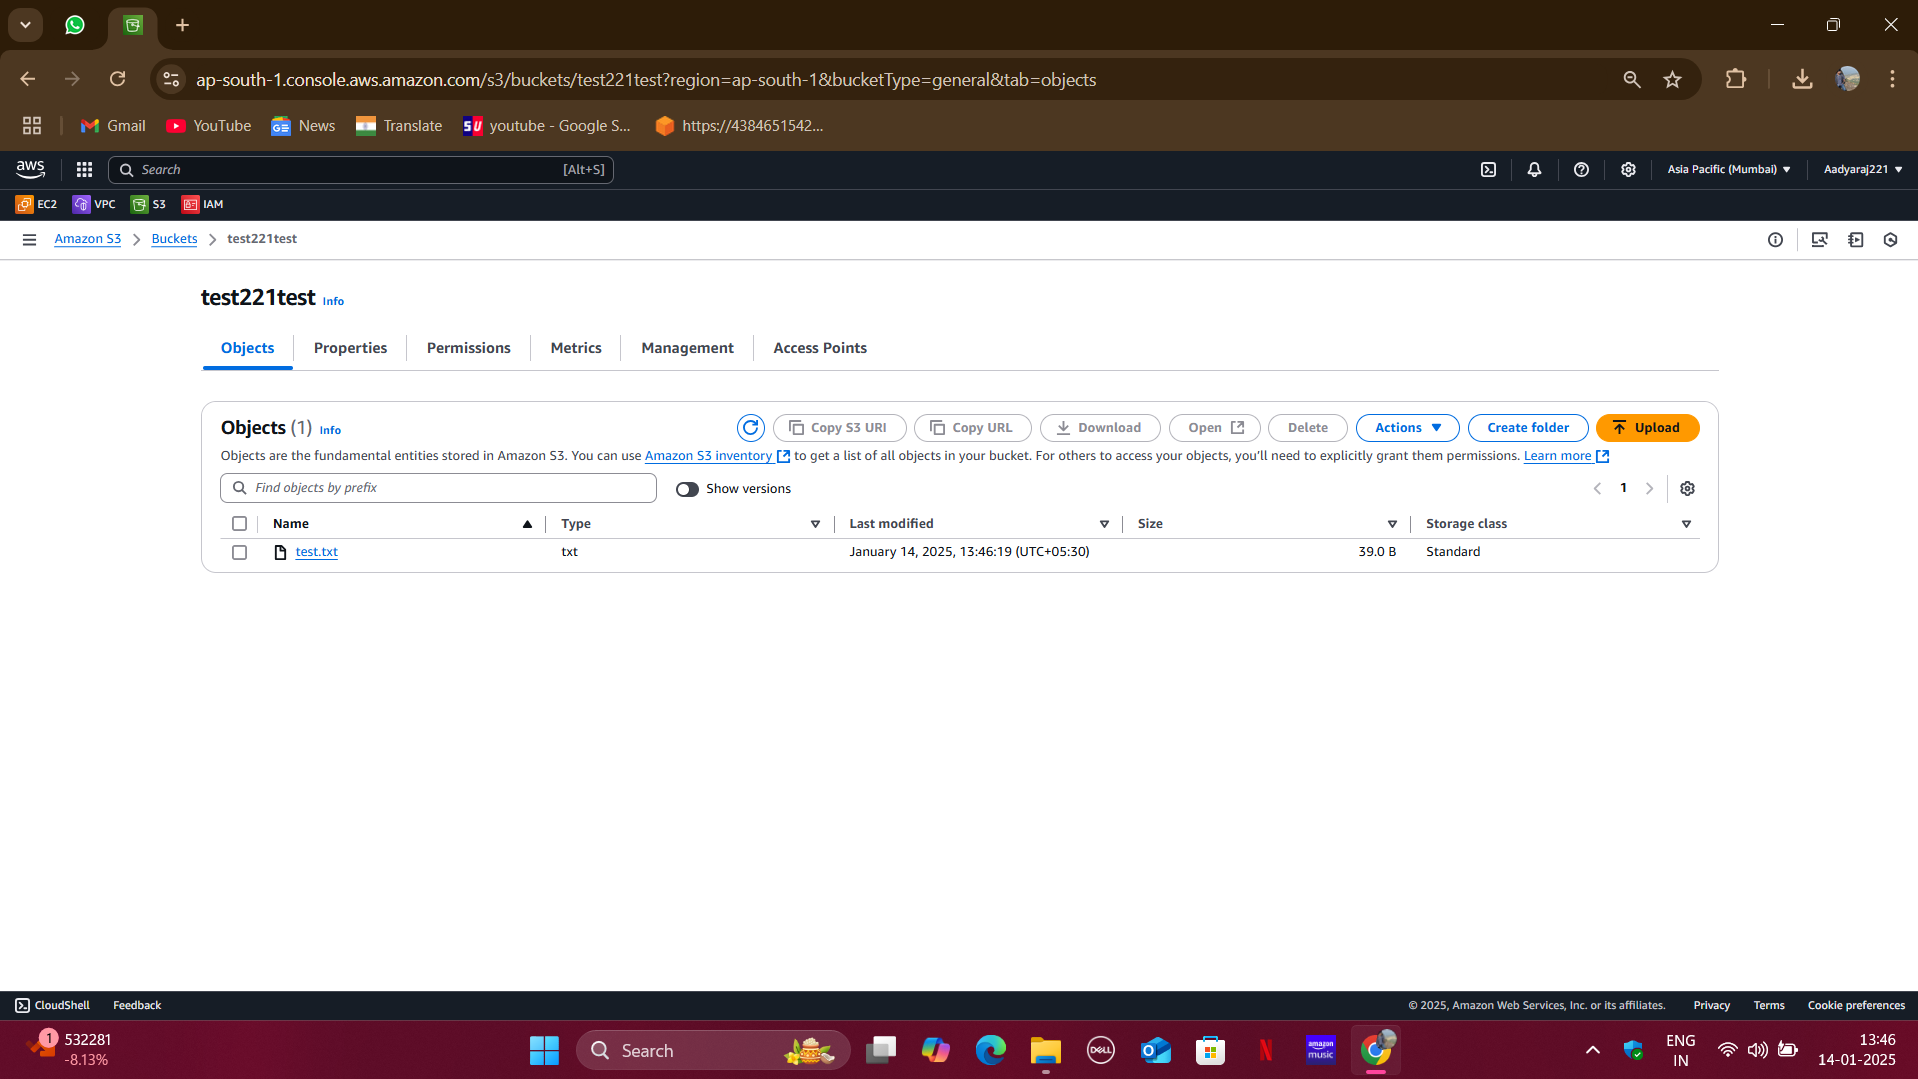 ap-south-1.console.aws.amazon.com/s3/buckets/test221test?region=ap-south-1&bucketType=general&tab=objects
Gmail YouTube News Translate SU youtube - Google S... https://4384651542...
aws Search [Alt+S] Asia Pacific (Mumbai) Aadyaraj221
EC2 VPC S3 IAM
Amazon S3 Buckets test221test
test221test Info
Objects Properties Permissions Metrics Management Access Points
Objects (1) Info Copy S3 URI Copy URL Download Open Delete Actions Create folder Upload
Objects are the fundamental entities stored in Amazon S3. You can use Amazon S3 inventory to get a list of all objects in your bucket. For others to access your objects, you'll need to explicitly grant them permissions. Learn more
Find objects by prefix Show versions 1
Name Type Last modified Size Storage class
test.txt txt January 14, 2025, 13:46:19 (UTC+05:30) 39.0 B Standard
CloudShell Feedback © 2025, Amazon Web Services, Inc. or its affiliates. Privacy Terms Cookie preferences
1 532281 Search DELL amazon music ENG 13:46
-8.13% IN 14-01-2025